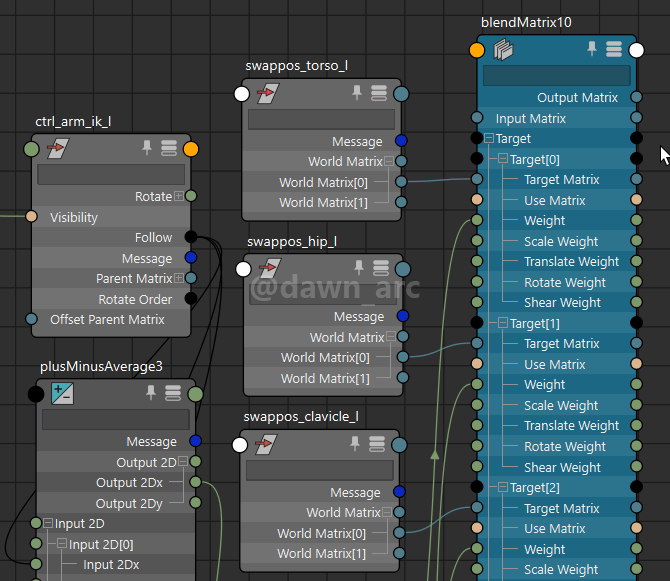 blendMatrix10
Output Matrix
Input Matrix
Target
Target[0]
Target Matrix
Use Matrix
Weight
Scale Weight
Translate Weight
Rotate Weight
Shear Weight
Target[1]
Target Matrix
Use Matrix
Weight
Scale Weight
Translate Weight
Rotate Weight
Shear Weight
Target[2]
Target Matrix
Use Matrix
Weight
swappos_torso_l
Message
World Matrix
World Matrix[0]
World Matrix[1]
ctrl_arm_ik_l
Rotate
Visibility
Follow
Message
Parent Matrix
Rotate Order
Offset Parent Matrix
swappos_hip_l
@dawn_arc
Message
World Matrix
World Matrix[0]
World Matrix[1]
plusMinusAverage3
Message
Output 2D
Output 2Dx
Output 2Dy
Input 2D
Input 2D[0]
Input 2Dx
swappos_clavicle_l
Message
World Matrix
World Matrix[0]
World Matrix[1]